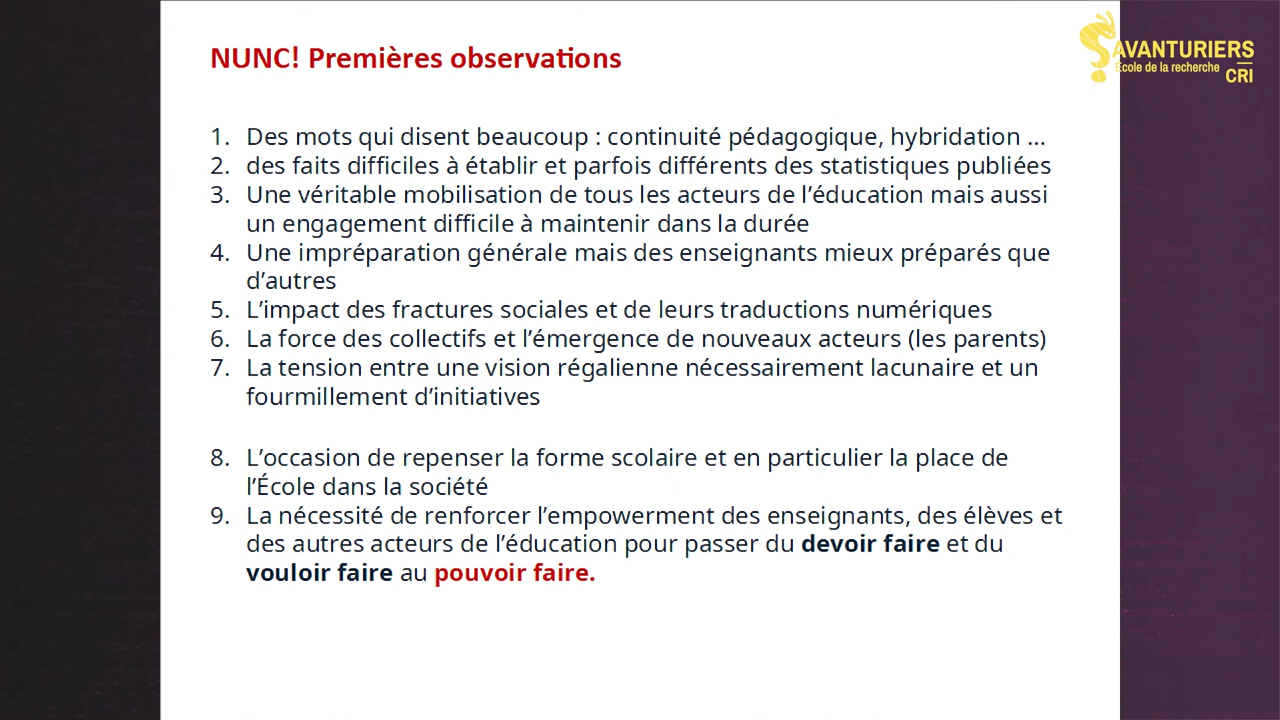 NUNC! Premières observations
SAVANTURIERS
École de la recherche
CRI
1. Des mots qui disent beaucoup : continuité pédagogique, hybridation ...
2. des faits difficiles à établir et parfois différents des statistiques publiées
3. Une véritable mobilisation de tous les acteurs de l’éducation mais aussi
un engagement difficile à maintenir dans la durée
4. Une impréparation générale mais des enseignants mieux préparés que
d’autres
5. L’impact des fractures sociales et de leurs traductions numériques
6. La force des collectifs et l’émergence de nouveaux acteurs (les parents)
7. La tension entre une vision régalienne nécessairement lacunaire et un
fourmillement d’initiatives
8. L’occasion de repenser la forme scolaire et en particulier la place de
l’École dans la société
9. La nécessité de renforcer l’empowerment des enseignants, des élèves et
des autres acteurs de l’éducation pour passer du devoir faire et du
vouloir faire au pouvoir faire.